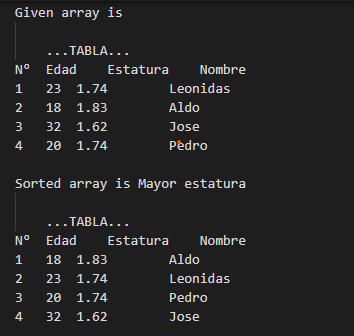 Given array is
...TABLA...
Nº Edad Estatura Nombre
1 23 1.74 Leonidas
2 18 1.83 Aldo
3 32 1.62 Jose
4 20 1.74 Pedro
Sorted array is Mayor estatura
...TABLA...
Nº Edad Estatura Nombre
1 18 1.83 Aldo
2 23 1.74 Leonidas
3 20 1.74 Pedro
4 32 1.62 Jose